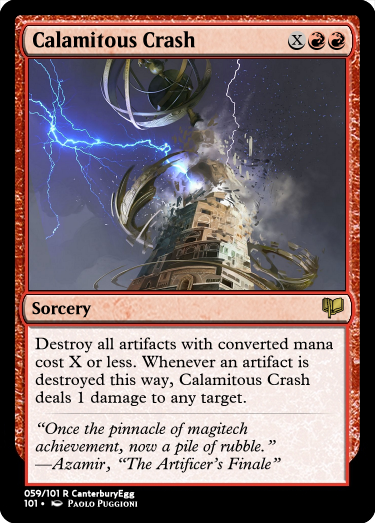 Calamitous Crash X
Sorcery
Destroy all artifacts with converted mana
cost X or less. Whenever an artifact is
destroyed this way, Calamitous Crash
deals 1 damage to any target.
“Once the pinnacle of magitech
achievement, now a pile of rubble.”
—Azamir, “The Artificer’s Finale”
059/101 R CanterburyEgg
101 • Paolo Puggioni